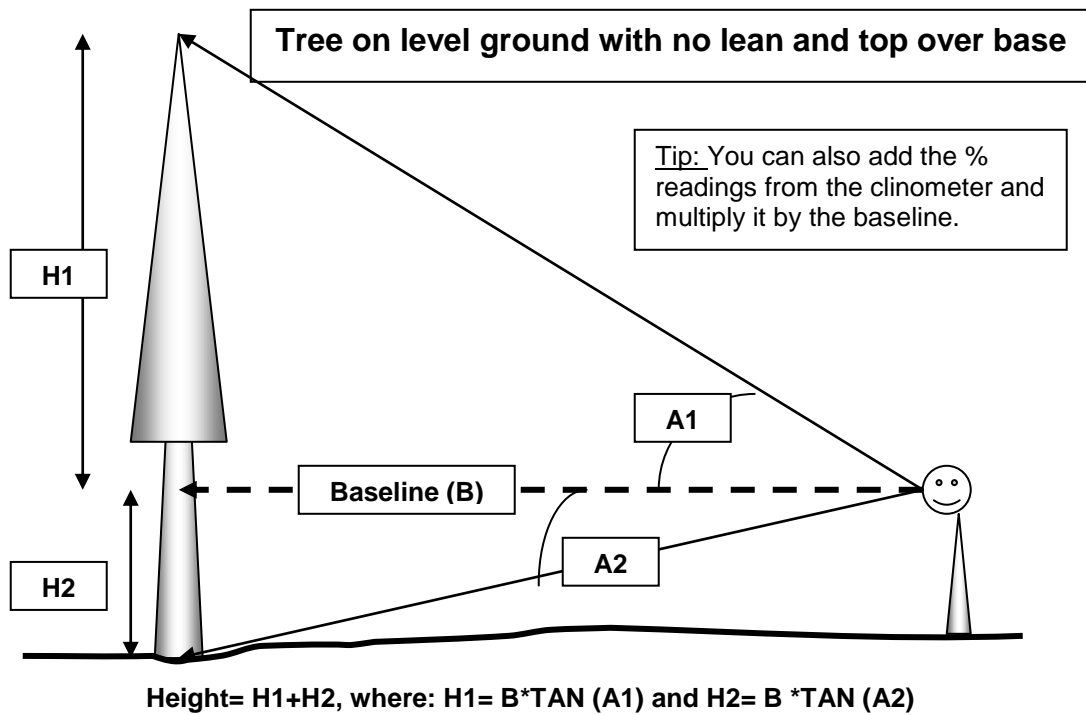 Tree on level ground with no lean and top over base
Tip: You can also add the %
readings from the clinometer and
multiply it by the baseline.
H1
A1
Baseline (B)
A2
H2
Height= H1+H2, where: H1= B*TAN (A1) and H2= B *TAN (A2)